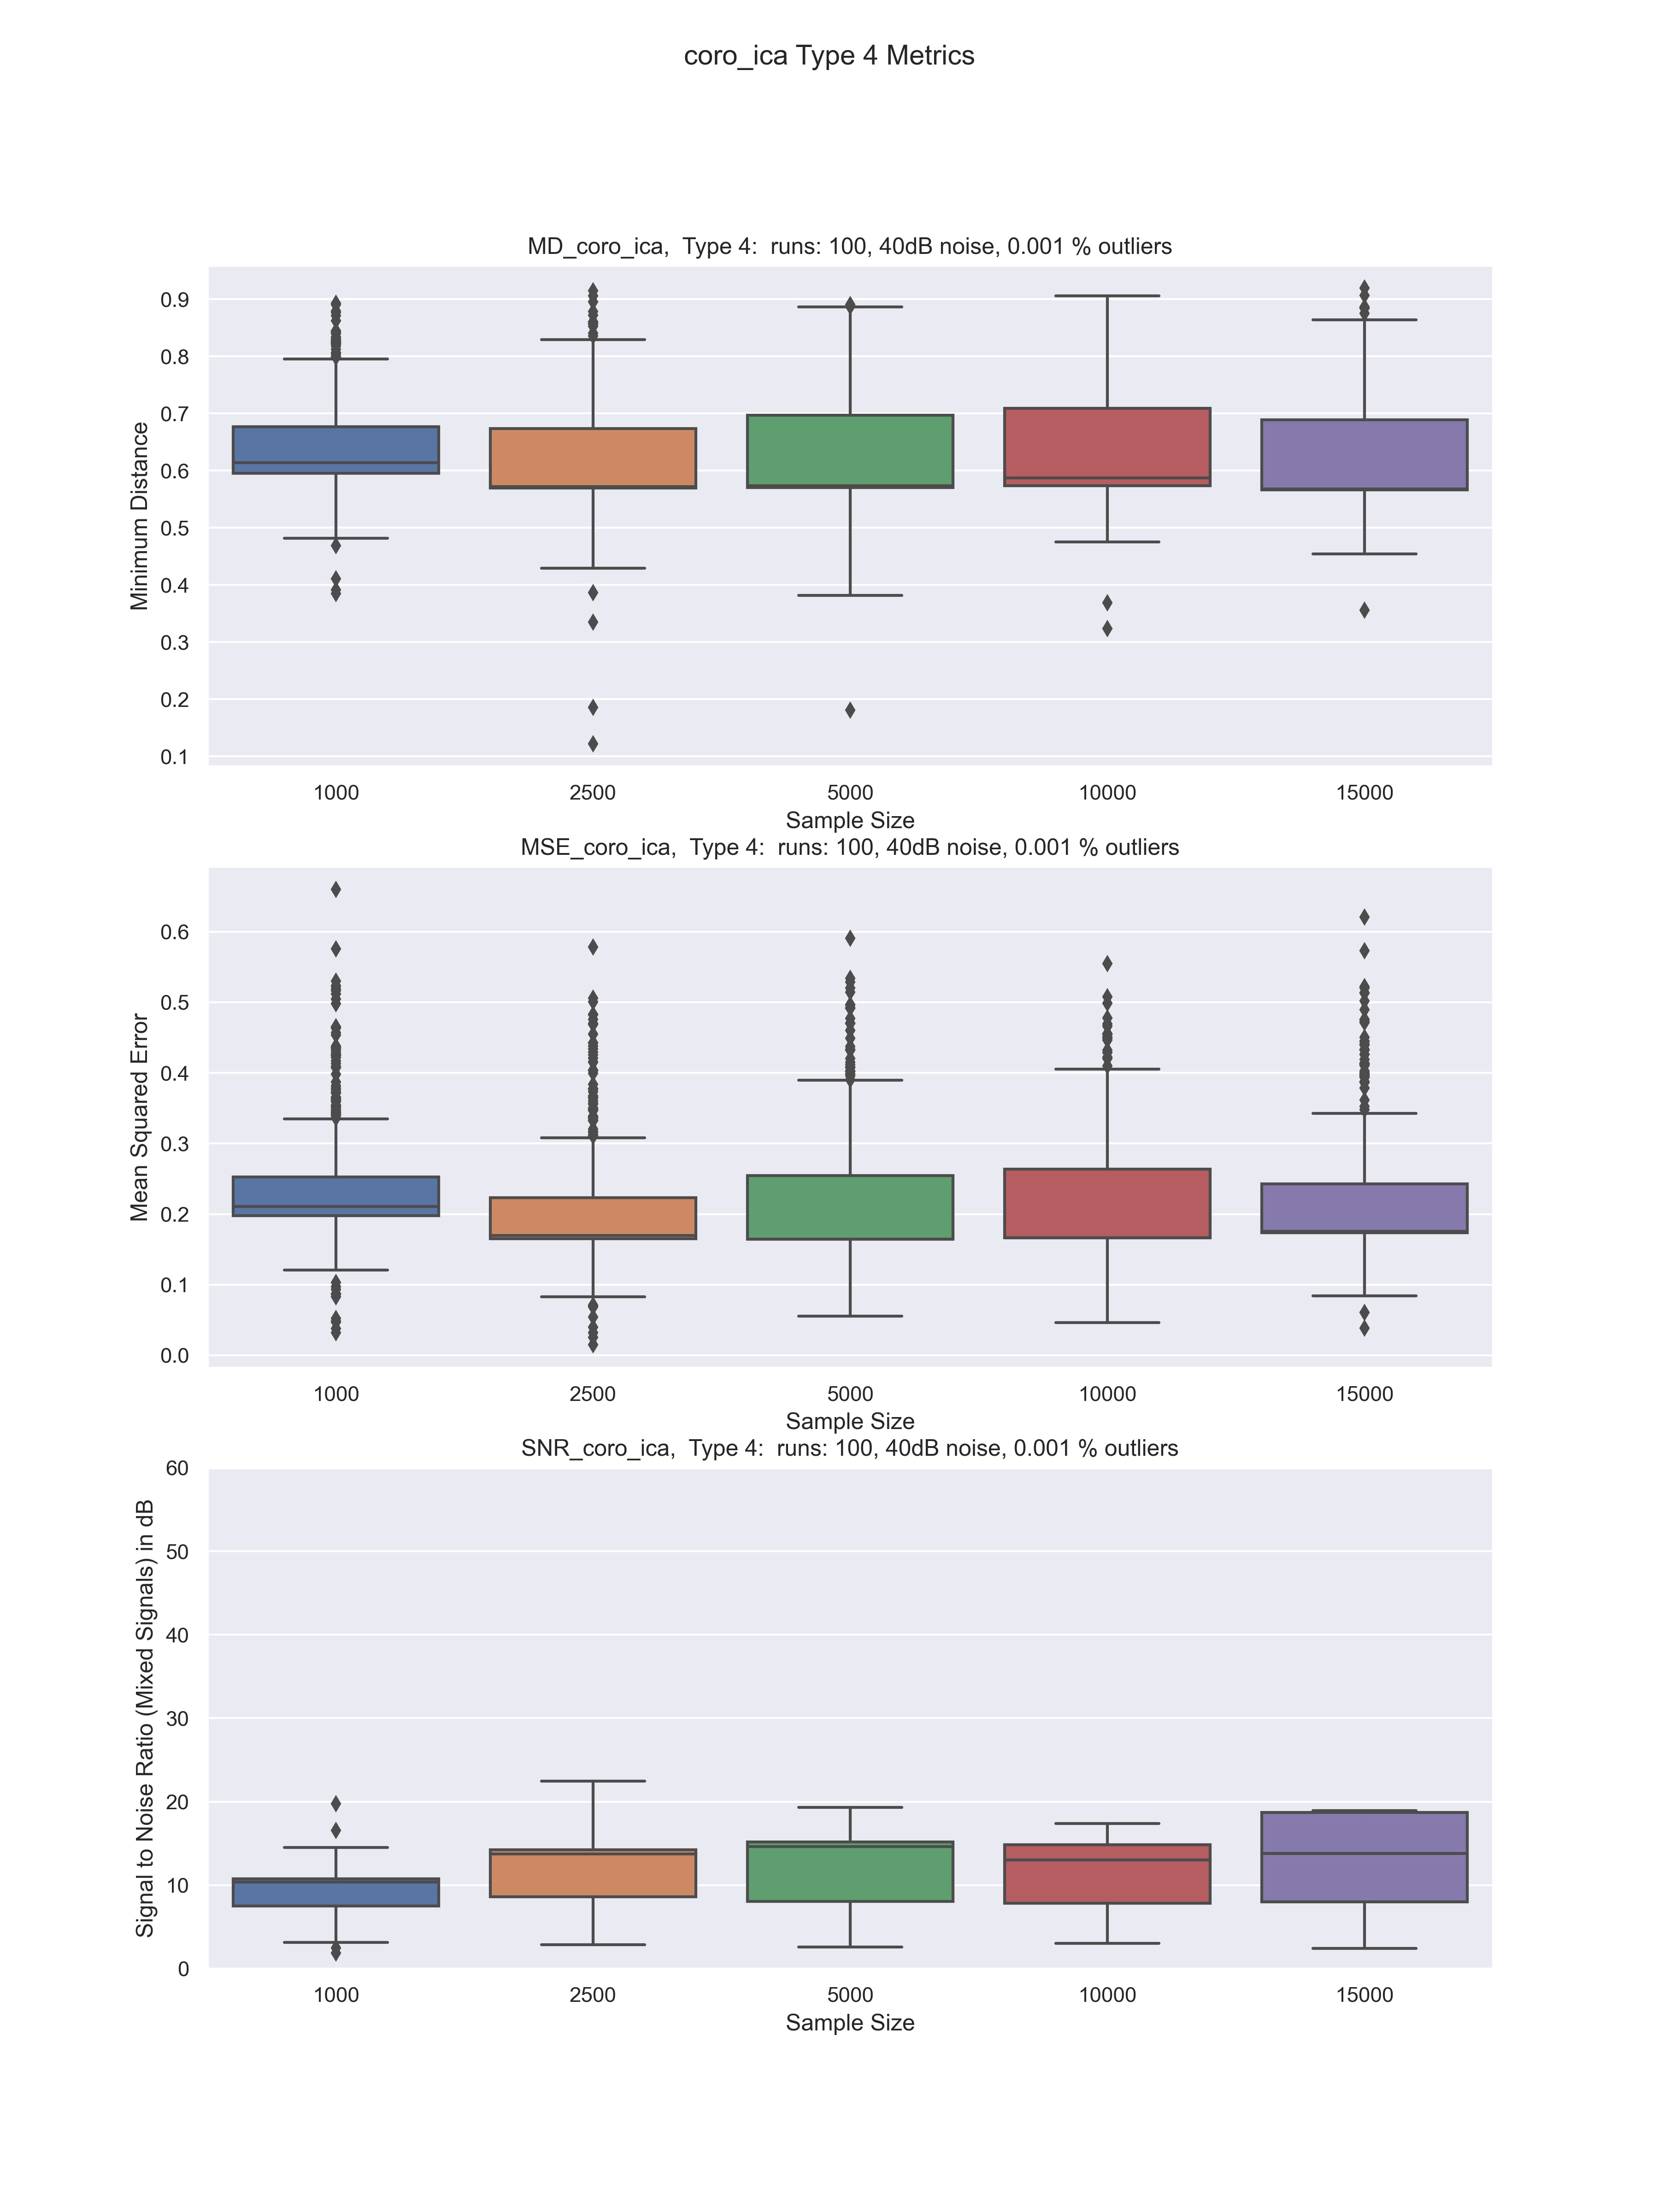 coro_ica Type 4 Metrics
MD_coro_ica,  Type 4:  runs: 100, 40dB noise, 0.001 % outliers
Minimum Distance
0.9
0.8
0.7
0.6
0.5
0.4
0.3
0.2
0.1
1000 2500 5000 10000 15000
Sample Size
MSE_coro_ica,  Type 4:  runs: 100, 40dB noise, 0.001 % outliers
Mean Squared Error
0.6
0.5
0.4
0.3
0.2
0.1
0.0
1000 2500 5000 10000 15000
Sample Size
SNR_coro_ica,  Type 4:  runs: 100, 40dB noise, 0.001 % outliers
Signal to Noise Ratio (Mixed Signals) in dB
60
50
40
30
20
10
0
1000 2500 5000 10000 15000
Sample Size